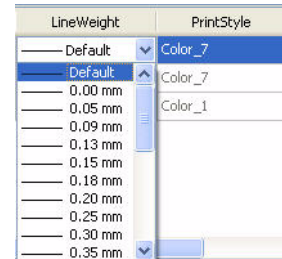 LineWeight PrintStyle
Default Color_7
Default Color_7
0.00 mm
0.05 mm Color_1
0.09 mm
0.13 mm
0.15 mm
0.18 mm
0.20 mm
0.25 mm
0.30 mm
0.35 mm